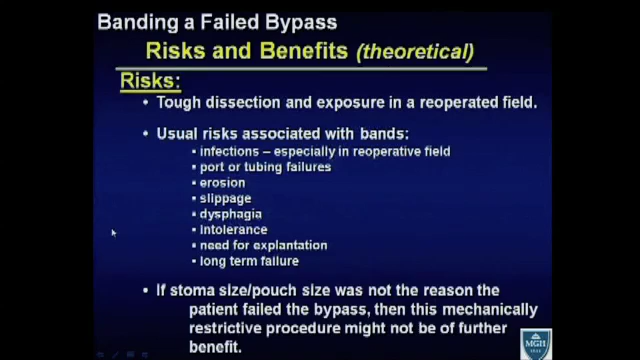 Banding a Failed Bypass
Risks and Benefits (theoretical)
Risks:
• Tough dissection and exposure in a reoperated field.
• Usual risks associated with bands:
▪ infections – especially in reoperative field
▪ port or tubing failures
▪ erosion
▪ slippage
▪ dysphagia
▪ intolerance
▪ need for explantation
▪ long term failure
• If stoma size/pouch size was not the reason the
patient failed the bypass, then this mechanically
restrictive procedure might not be of further
benefit.
MGH
1811